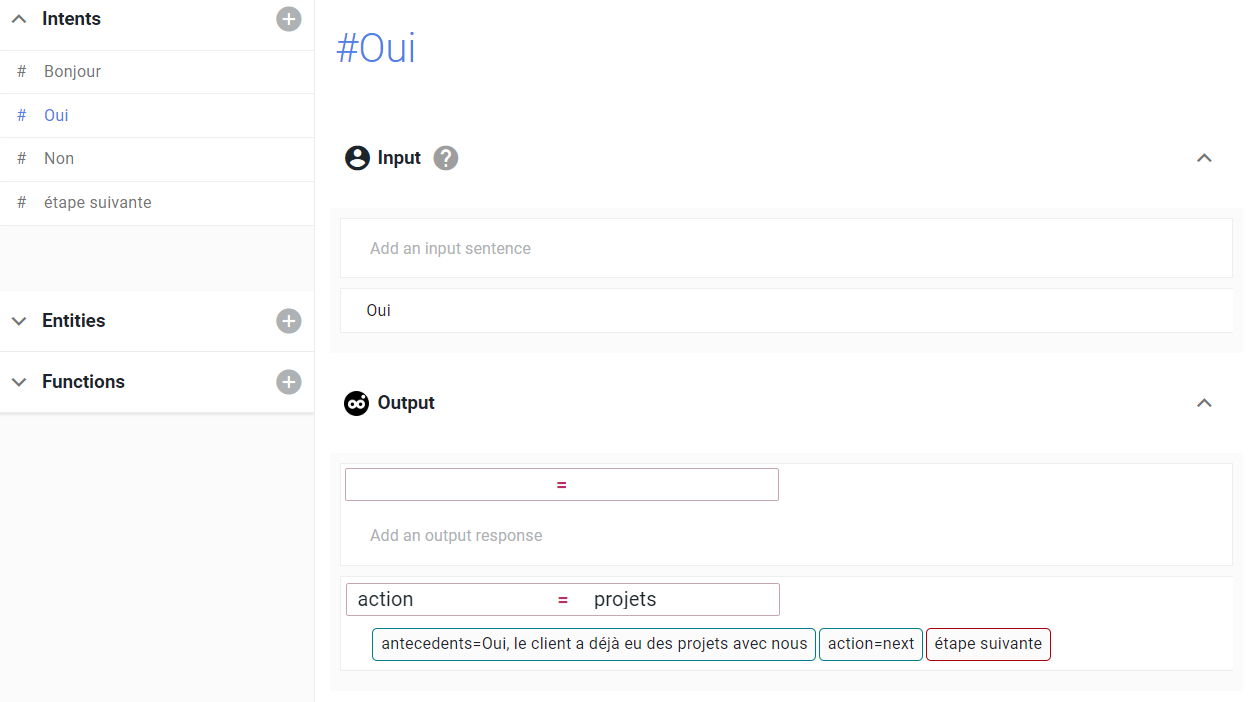 Intents
# Bonjour
# Oui
# Non
# étape suivante
Entities
Functions
#Oui
Input ?
Add an input sentence
Oui
Output
=
Add an output response
action = projets
antecedents=Oui, le client a déjà eu des projets avec nous action=next étape suivante